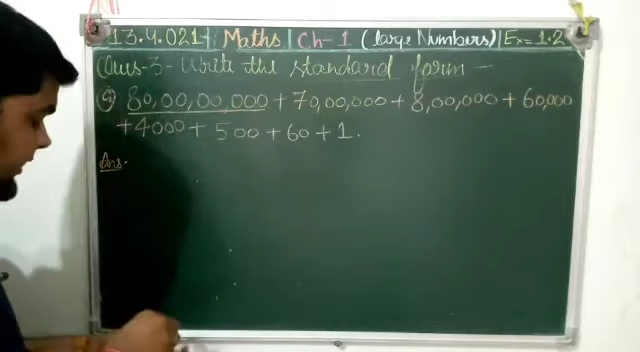 13.4.021 | Maths | Ch-1 (large Numbers) | Ex=1.2
Ques-3- Write the standard form -
80,00,00,000 + 70,00,000 + 8,00,000 + 60,000
+4000 + 500 + 60 + 1.
Ans.